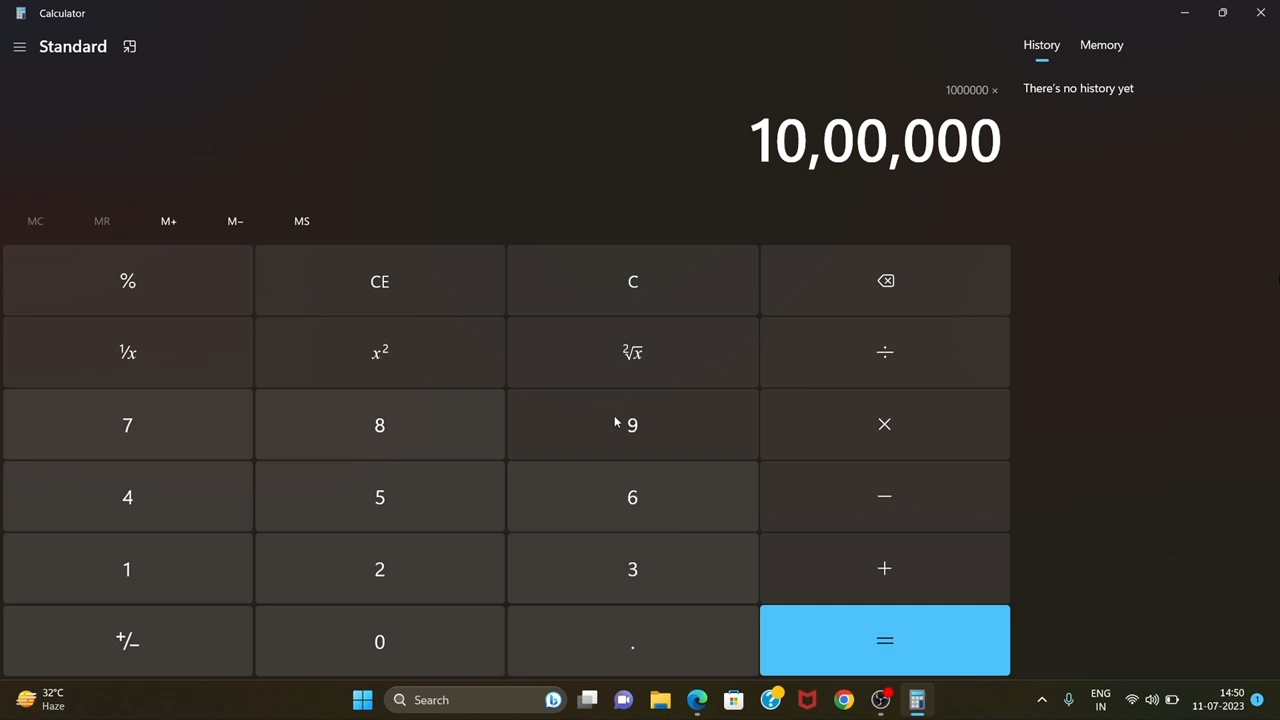 Calculator
Standard
History Memory
There's no history yet
1000000 ×
10,00,000
MC MR M+ M− MS
% CE C
⅟x x² ²√x ÷
7 8 9 ×
4 5 6 −
1 2 3 +
+/− 0 . =
32°C
Haze
Search
ENG
IN
14:50
11-07-2023
1